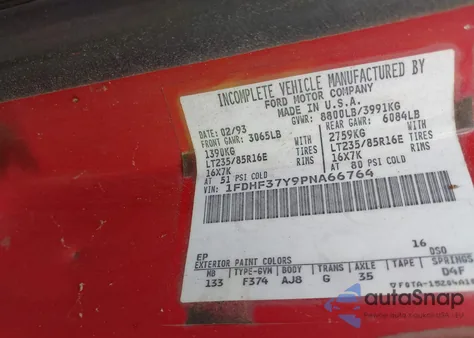 INCOMPLETE VEHICLE MANUFACTURED BY
FORD MOTOR COMPANY
MADE IN U.S.A.
DATE: 02/93 GVWR: 8800LB/3991KG
FRONT GAWR: 3065LB REAR GAWR: 6084LB
1390KG WITH 2759KG WITH
LT235/85R16E TIRES LT235/85R16E TIRES
16X7K RIMS 16X7K
AT 51 PSI COLD AT 80 PSI COLD
VIN: 1FDHF37Y9PNA66764
EP 16 DSO
EXTERIOR PAINT COLORS
WB TYPE-GVW BODY TRANS AXLE TAPE SPRINGS
133 F374 AJ8 G 35 D4F
autoSnap